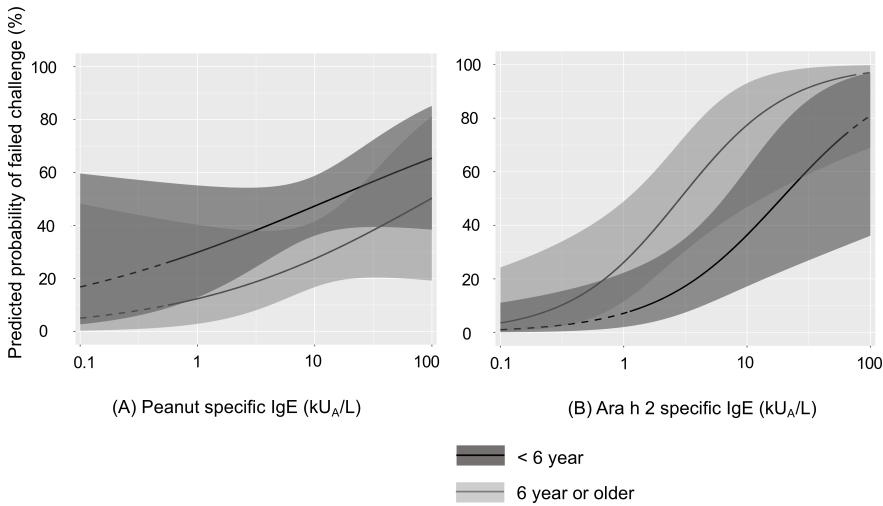 Predicted probability of failed challenge (%)
100
80
60
40
20
0
0.1 1 10 100
(A) Peanut specific IgE (kUA/L)
100
80
60
40
20
0
0.1 1 10 100
(B) Ara h 2 specific IgE (kUA/L)
< 6 year
6 year or older